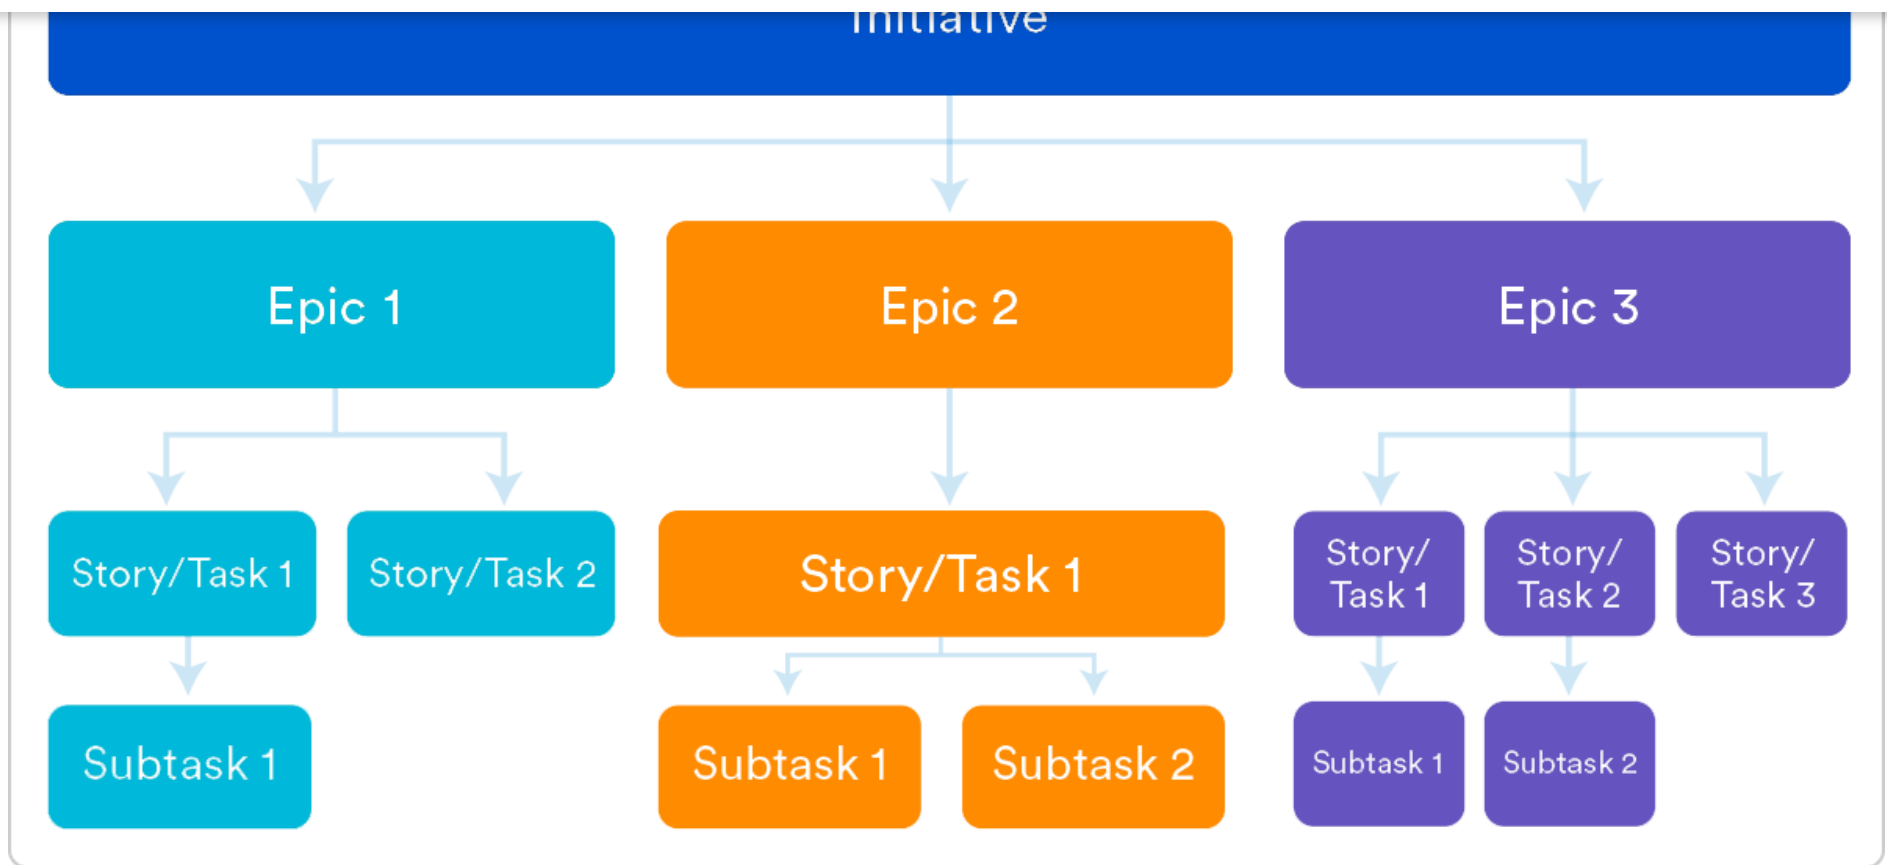 Initiative
Epic 1
Epic 2
Epic 3
Story/Task 1
Story/Task 2
Story/Task 1
Story/
Task 1
Story/
Task 2
Story/
Task 3
Subtask 1
Subtask 1
Subtask 2
Subtask 1
Subtask 2